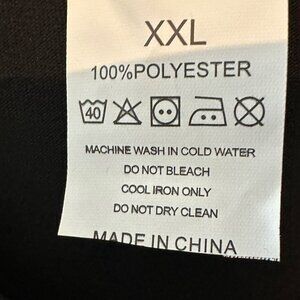 XXL
100%POLYESTER
40
MACHINE WASH IN COLD WATER
DO NOT BLEACH
COOL IRON ONLY
DO NOT DRY CLEAN
MADE IN CHINA